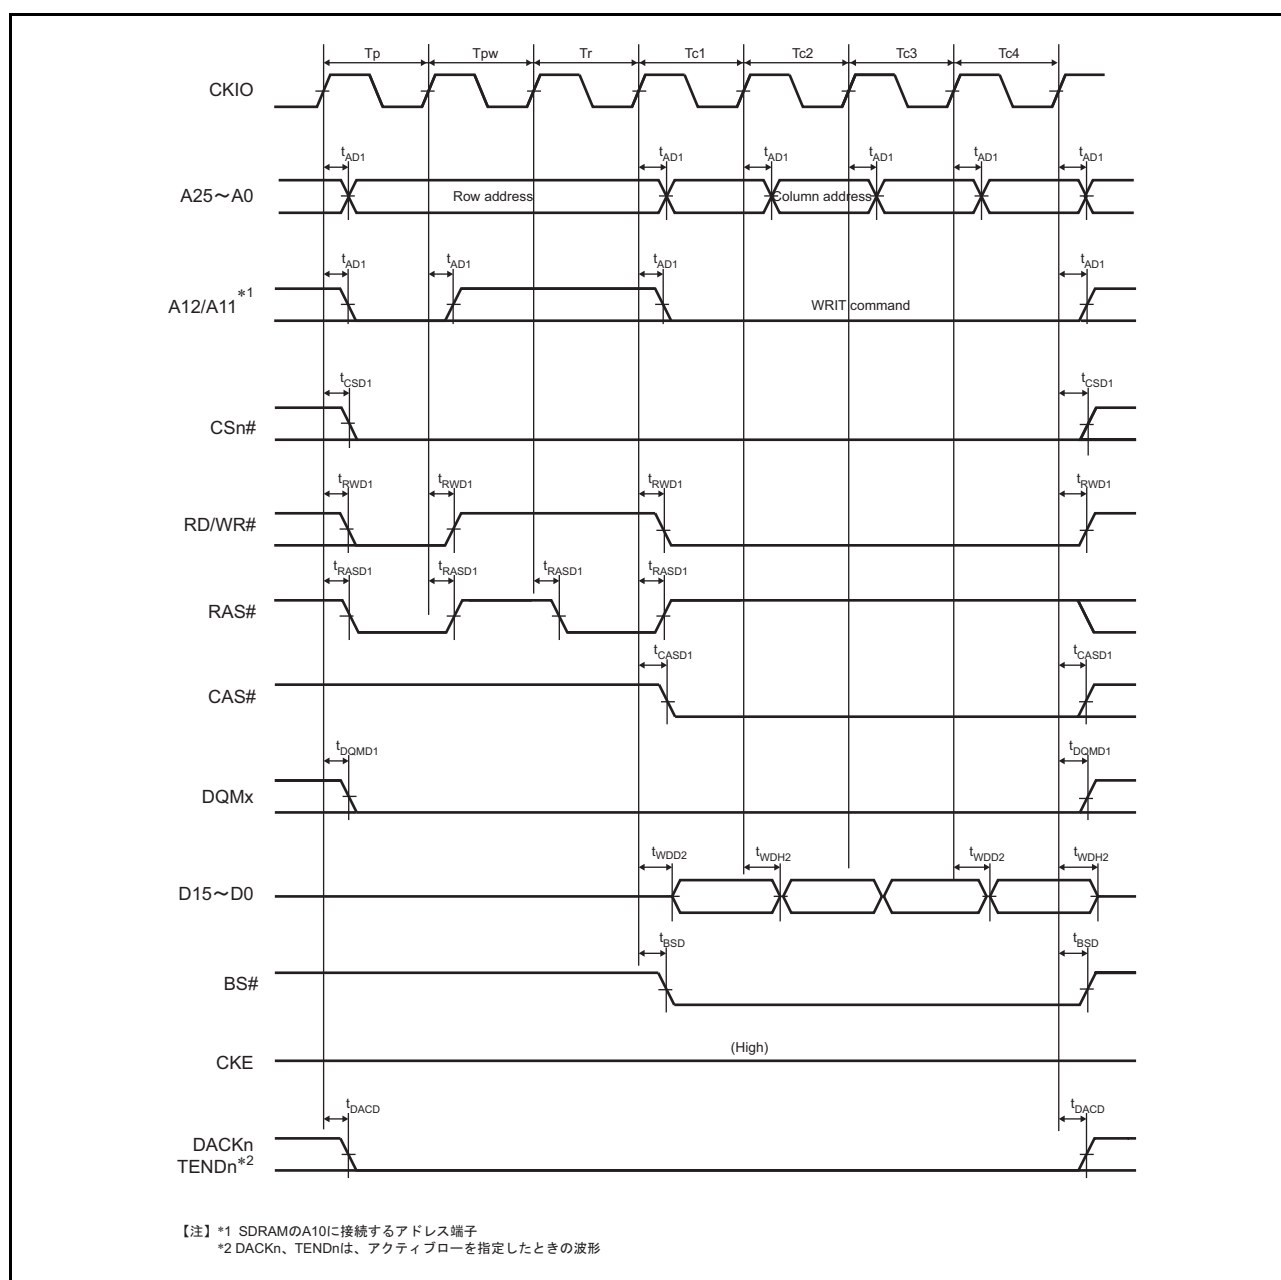 Tp Tpw Tr Tc1 Tc2 Tc3 Tc4
CKIO
tAD1 tAD1 tAD1 tAD1 tAD1 tAD1
A25～A0 Row address Column address
tAD1 tAD1 tAD1 tAD1
A12/A11*1 WRIT command
tCSD1 tCSD1
CSn#
tRWD1 tRWD1 tRWD1 tRWD1
RD/WR#
tRASD1 tRASD1 tRASD1 tRASD1
RAS#
tCASD1 tCASD1
CAS#
tDQMD1 tDQMD1
DQMx
tWDD2 tWDH2 tWDD2 tWDH2
D15～D0
tBSD tBSD
BS#
(High)
CKE
tDACD tDACD
DACKn
TENDn*2
【注】*1 SDRAMのA10に接続するアドレス端子
*2 DACKn、TENDnは、アクティブローを指定したときの波形